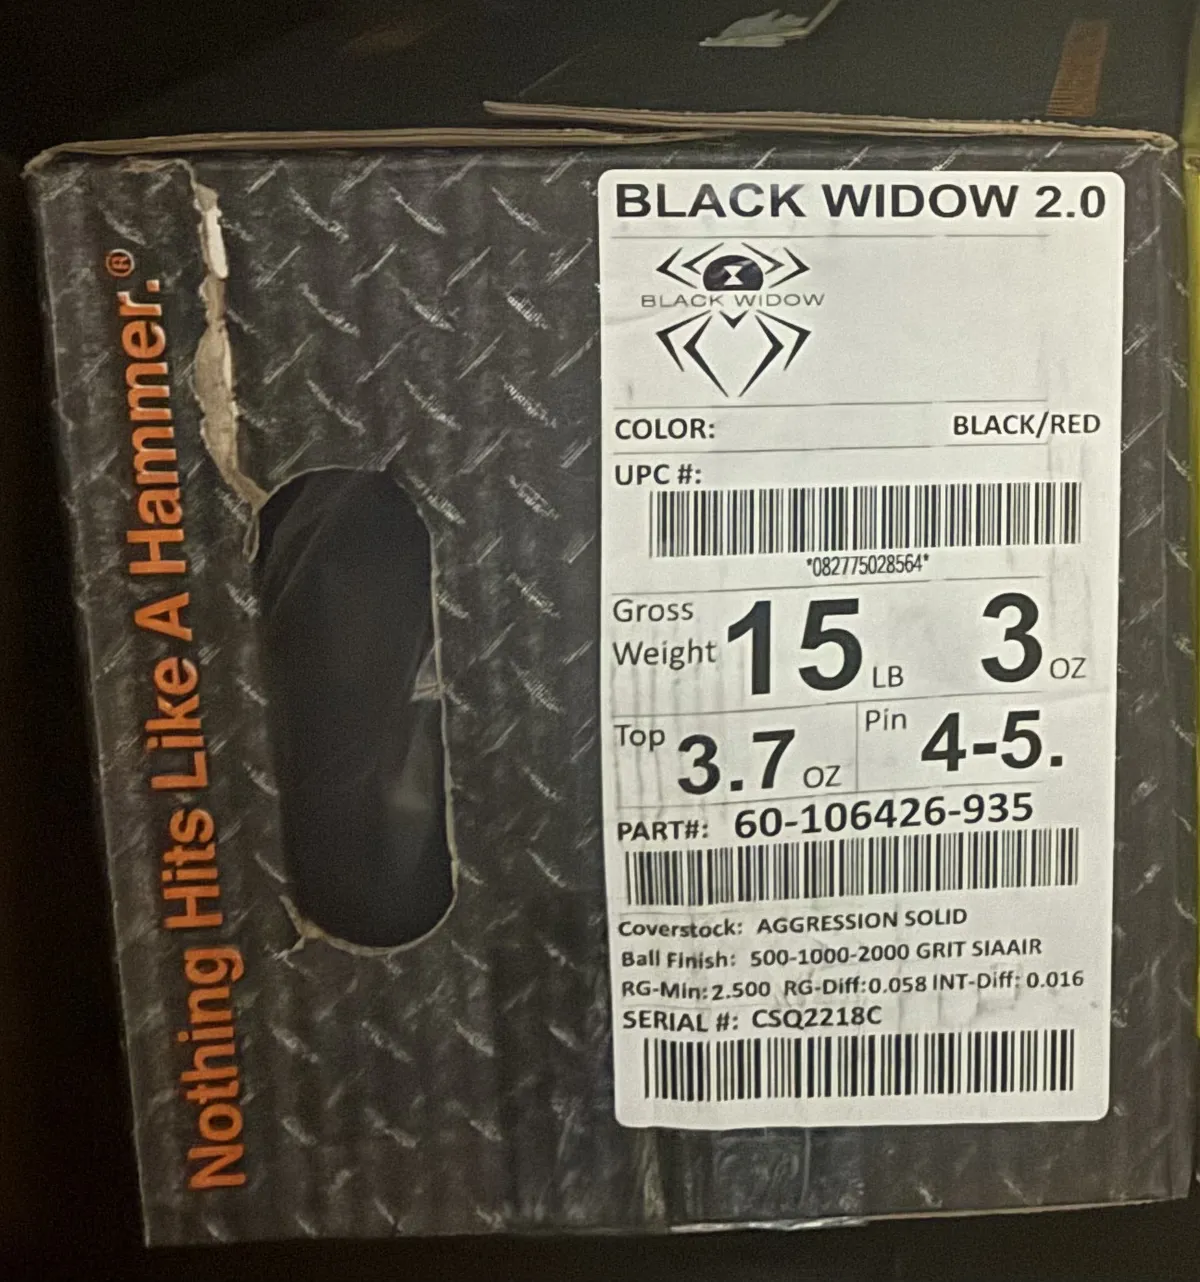 Nothing Hits Like A Hammer.®
BLACK WIDOW 2.0
BLACK WIDOW
COLOR: BLACK/RED
UPC #:
*082775028564*
Gross Weight 15 LB 3 OZ
Top 3.7 OZ Pin 4-5.
PART#: 60-106426-935
Coverstock: AGGRESSION SOLID
Ball Finish: 500-1000-2000 GRIT SIAAIR
RG-Min: 2.500 RG-Diff:0.058 INT-Diff: 0.016
SERIAL #: CSQ2218C